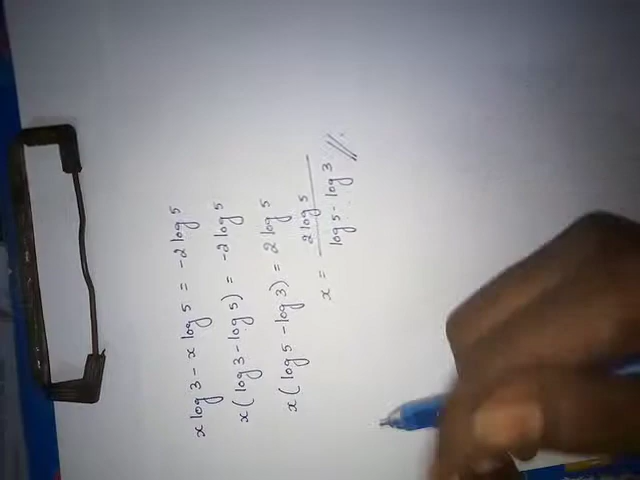 x log 3 - x log 5 = -2 log 5
x ( log 3 - log 5 ) = -2 log 5
x ( log 5 - log 3 ) = 2 log 5
x = 2 log 5 / log 5 - log 3 //.